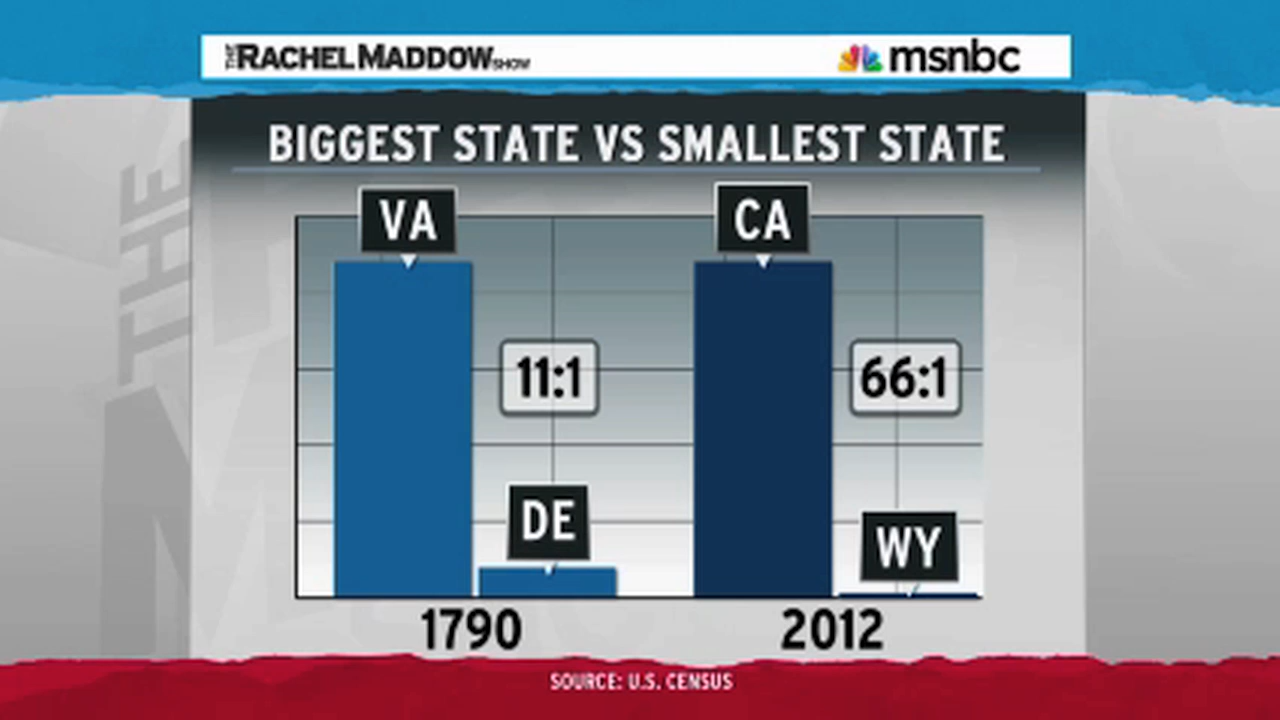 THE RACHEL MADDOW SHOW
msnbc
BIGGEST STATE VS SMALLEST STATE
VA
CA
11:1
66:1
DE
WY
1790
2012
SOURCE: U.S. CENSUS
THE